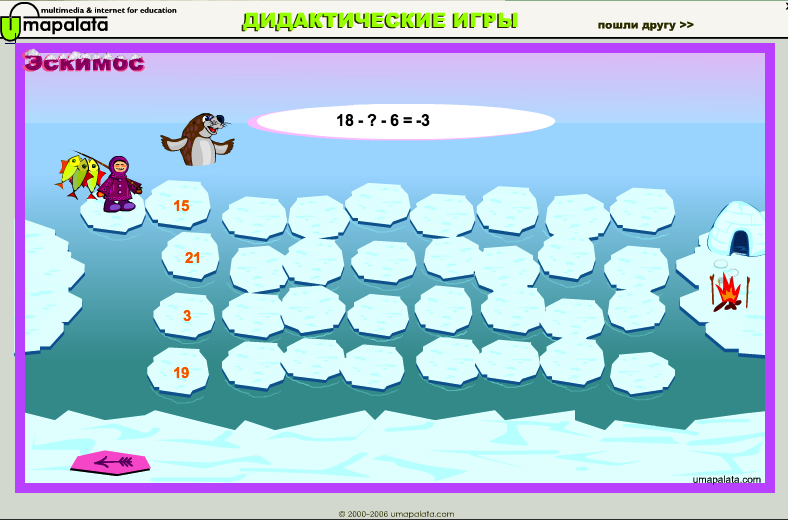 multimedia & internet for education
Umapalata
ДИДАКТИЧЕСКИЕ ИГРЫ
пошли другу >>
Эскимос
18 - ? - 6 = -3
15
21
3
19
umapalata.com
© 2000-2006 umapalata.com